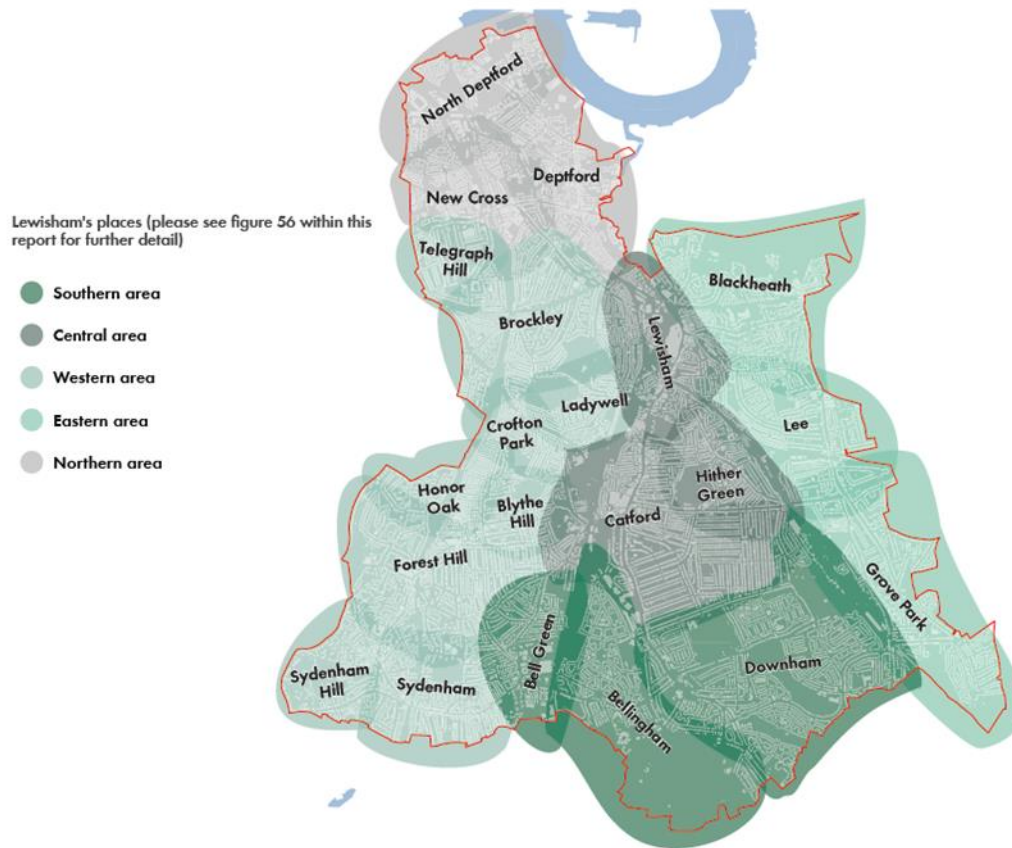 Lewisham's places (please see figure 56 within this
report for further detail)
Southern area
Central area
Western area
Eastern area
Northern area
North Deptford
Deptford
New Cross
Telegraph
Hill
Blackheath
Brockley
Lewisham
Ladywell
Crofton
Park
Lee
Honor
Oak
Blythe
Hill
Hither
Green
Catford
Forest Hill
Grove Park
Bell Green
Downham
Sydenham
Hill
Sydenham
Bellingham